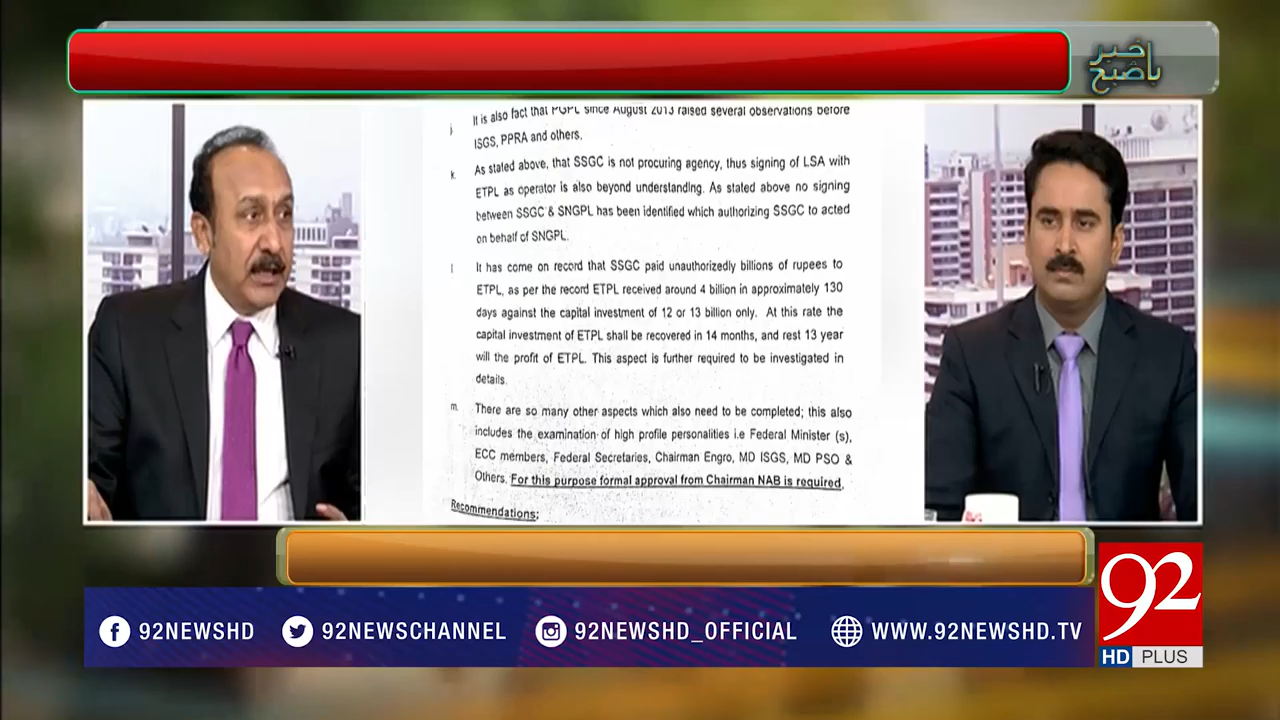 باخبر
صبح
It is also fact that PGPL since August 2013 raised several observations before
j.
ISGS, PPRA and others.
k. As stated above, that SSGC is not procuring agency, thus signing of LSA with
ETPL as operator is also beyond understanding. As stated above no signing
between SSGC & SNGPL has been identified which authorizing SSGC to acted
on behalf of SNGPL.
l It has come on record that SSGC paid unauthorizedly billions of rupees to
ETPL, as per the record ETPL received around 4 billion in approximately 130
days against the capital investment of 12 or 13 billion only. At this rate the
capital investment of ETPL shall be recovered in 14 months, and rest 13 year
will the profit of ETPL. This aspect is further required to be investigated in
details.
m. There are so many other aspects which also need to be completed; this also
includes the examination of high profile personalities i.e Federal Minister (s),
ECC members, Federal Secretaries, Chairman Engro, MD ISGS, MD PSO &
Others. For this purpose formal approval from Chairman NAB is required.
Recommendations:
92NEWSHD 92NEWSCHANNEL 92NEWSHD_OFFICIAL WWW.92NEWSHD.TV
92
HD PLUS